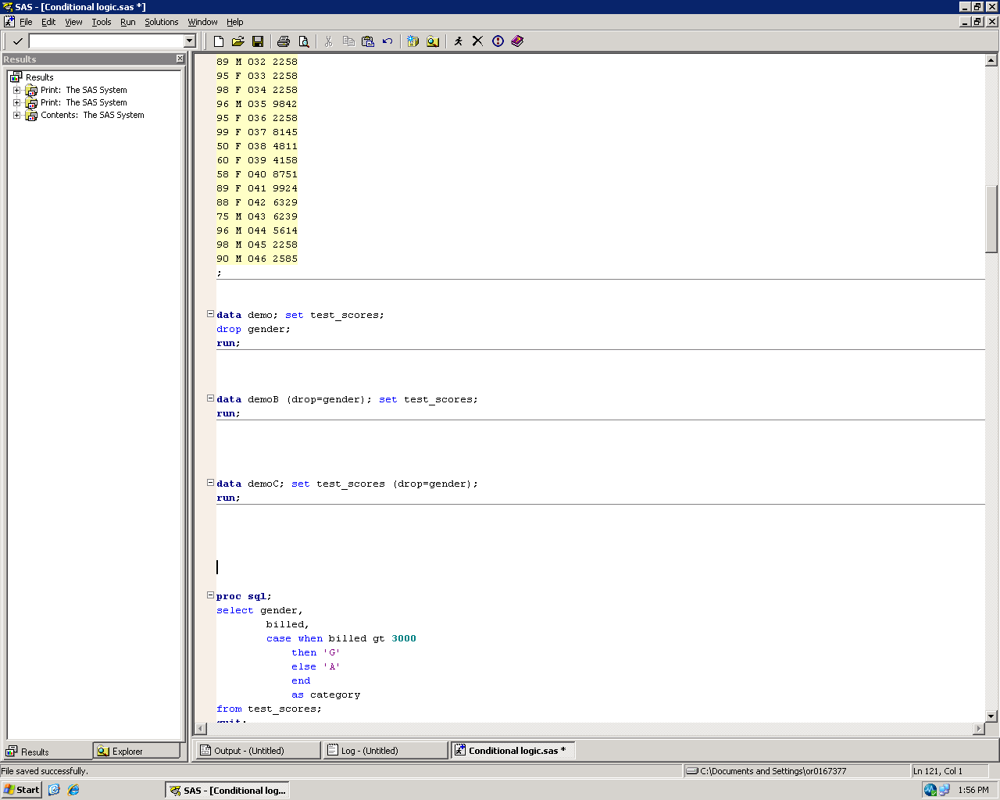 SAS - [Conditional logic.sas *]
File Edit View Tools Run Solutions Window Help
Results
Results
Print: The SAS System
Print: The SAS System
Contents: The SAS System
89 M 032 2258
95 F 033 2258
98 F 034 2258
96 M 035 9842
95 F 036 2258
99 F 037 8145
50 F 038 4811
60 F 039 4158
58 F 040 8751
89 F 041 9924
88 F 042 6329
75 M 043 6239
96 M 044 5614
98 M 045 2258
90 M 046 2585
;
data demo; set test_scores;
drop gender;
run;
data demoB (drop=gender); set test_scores;
run;
data demoC; set test_scores (drop=gender);
run;
proc sql;
select gender,
billed,
case when billed gt 3000
then 'G'
else 'A'
end
as category
from test_scores;
quit;
Results Explorer
Output - (Untitled) Log - (Untitled) Conditional logic.sas *
File saved successfully. C:\Documents and Settings\or0167377 Ln 121, Col 1
Start SAS - [Conditional log... 1:56 PM